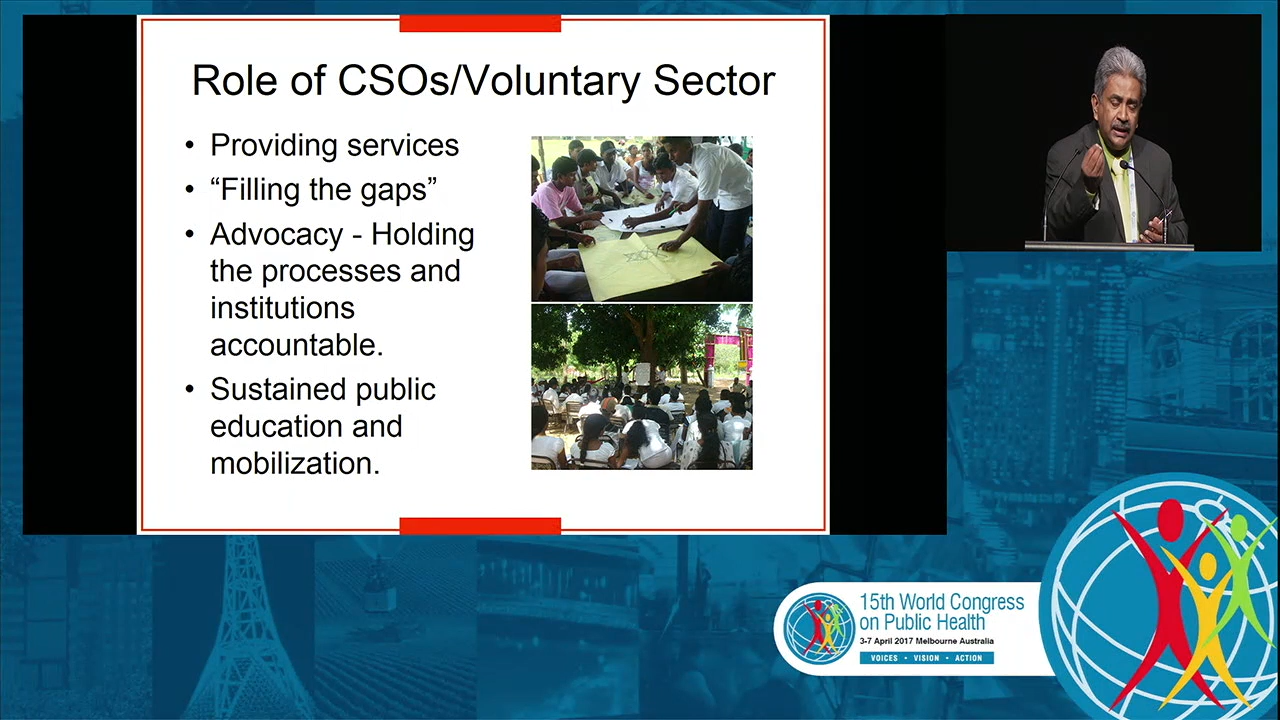 Role of CSOs/Voluntary Sector
• Providing services
• “Filling the gaps”
• Advocacy - Holding
the processes and
institutions
accountable.
• Sustained public
education and
mobilization.
15th World Congress
on Public Health
3-7 April 2017 Melbourne Australia
VOICES • VISION • ACTION